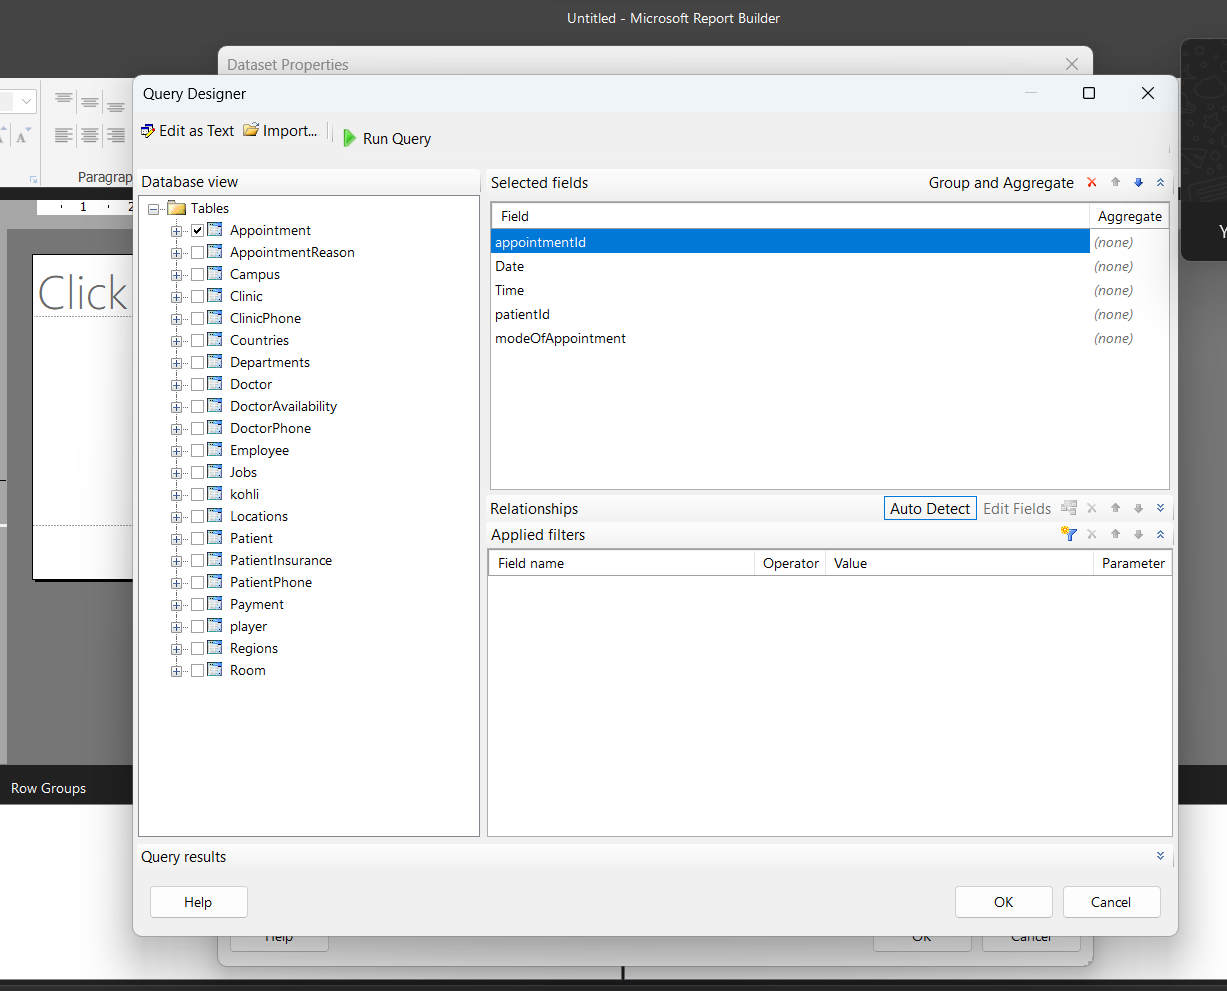 Untitled - Microsoft Report Builder
Dataset Properties
Query Designer
Edit as Text Import... Run Query
Paragrap
Database view
Tables
Appointment
AppointmentReason
Campus
Clinic
ClinicPhone
Countries
Departments
Doctor
DoctorAvailability
DoctorPhone
Employee
Jobs
kohli
Locations
Patient
PatientInsurance
PatientPhone
Payment
player
Regions
Room
Selected fields Group and Aggregate
Field Aggregate
appointmentId (none)
Date (none)
Time (none)
patientId (none)
modeOfAppointment (none)
Relationships Auto Detect Edit Fields
Applied filters
Field name Operator Value Parameter
Query results
Help OK Cancel
Help OK Cancel
1 2
Click
Row Groups
Y